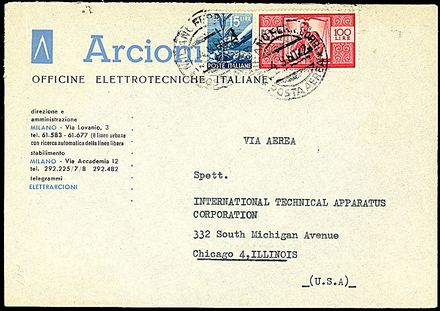 Arcioni
OFFICINE ELETTROTECNICHE ITALIANE
15 LIRE
POSTE ITALIANE
100
LIRE
direzione e
amministrazione
MILANO - Via Lovanio, 3
tel. 61.583 - 61.677 (II linee urbane
con ricerca automatica della linea libera
stabilimento
MILANO - Via Accademia 12
tel. 292.225/7/8 292.482
telegrammi
ELETTRARCIONI
VIA AEREA
Spett.
INTERNATIONAL TECHNICAL APPARATUS
CORPORATION
332 South Michigan Avenue
Chicago 4, ILLINOIS
(U.S.A)